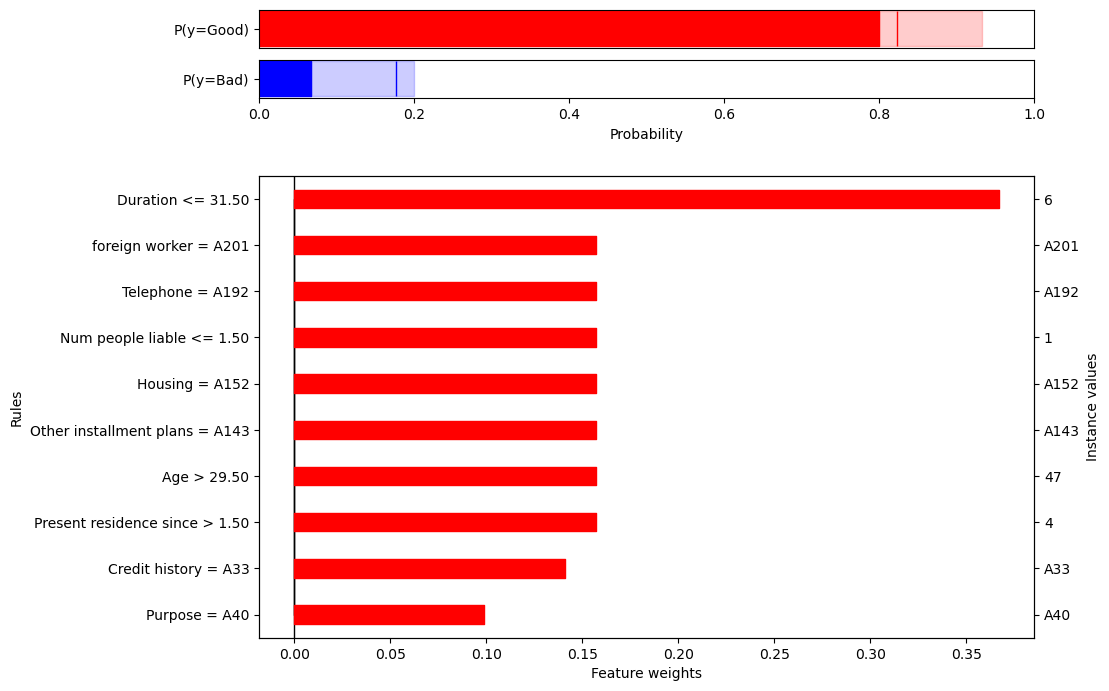 P(y=Good)
P(y=Bad)
0.0 0.2 0.4 0.6 0.8 1.0
Probability
Duration <= 31.50 6
foreign worker = A201 A201
Telephone = A192 A192
Num people liable <= 1.50 1
Housing = A152 A152
Other installment plans = A143 A143
Age > 29.50 47
Present residence since > 1.50 4
Credit history = A33 A33
Purpose = A40 A40
Rules
Instance values
0.00 0.05 0.10 0.15 0.20 0.25 0.30 0.35
Feature weights